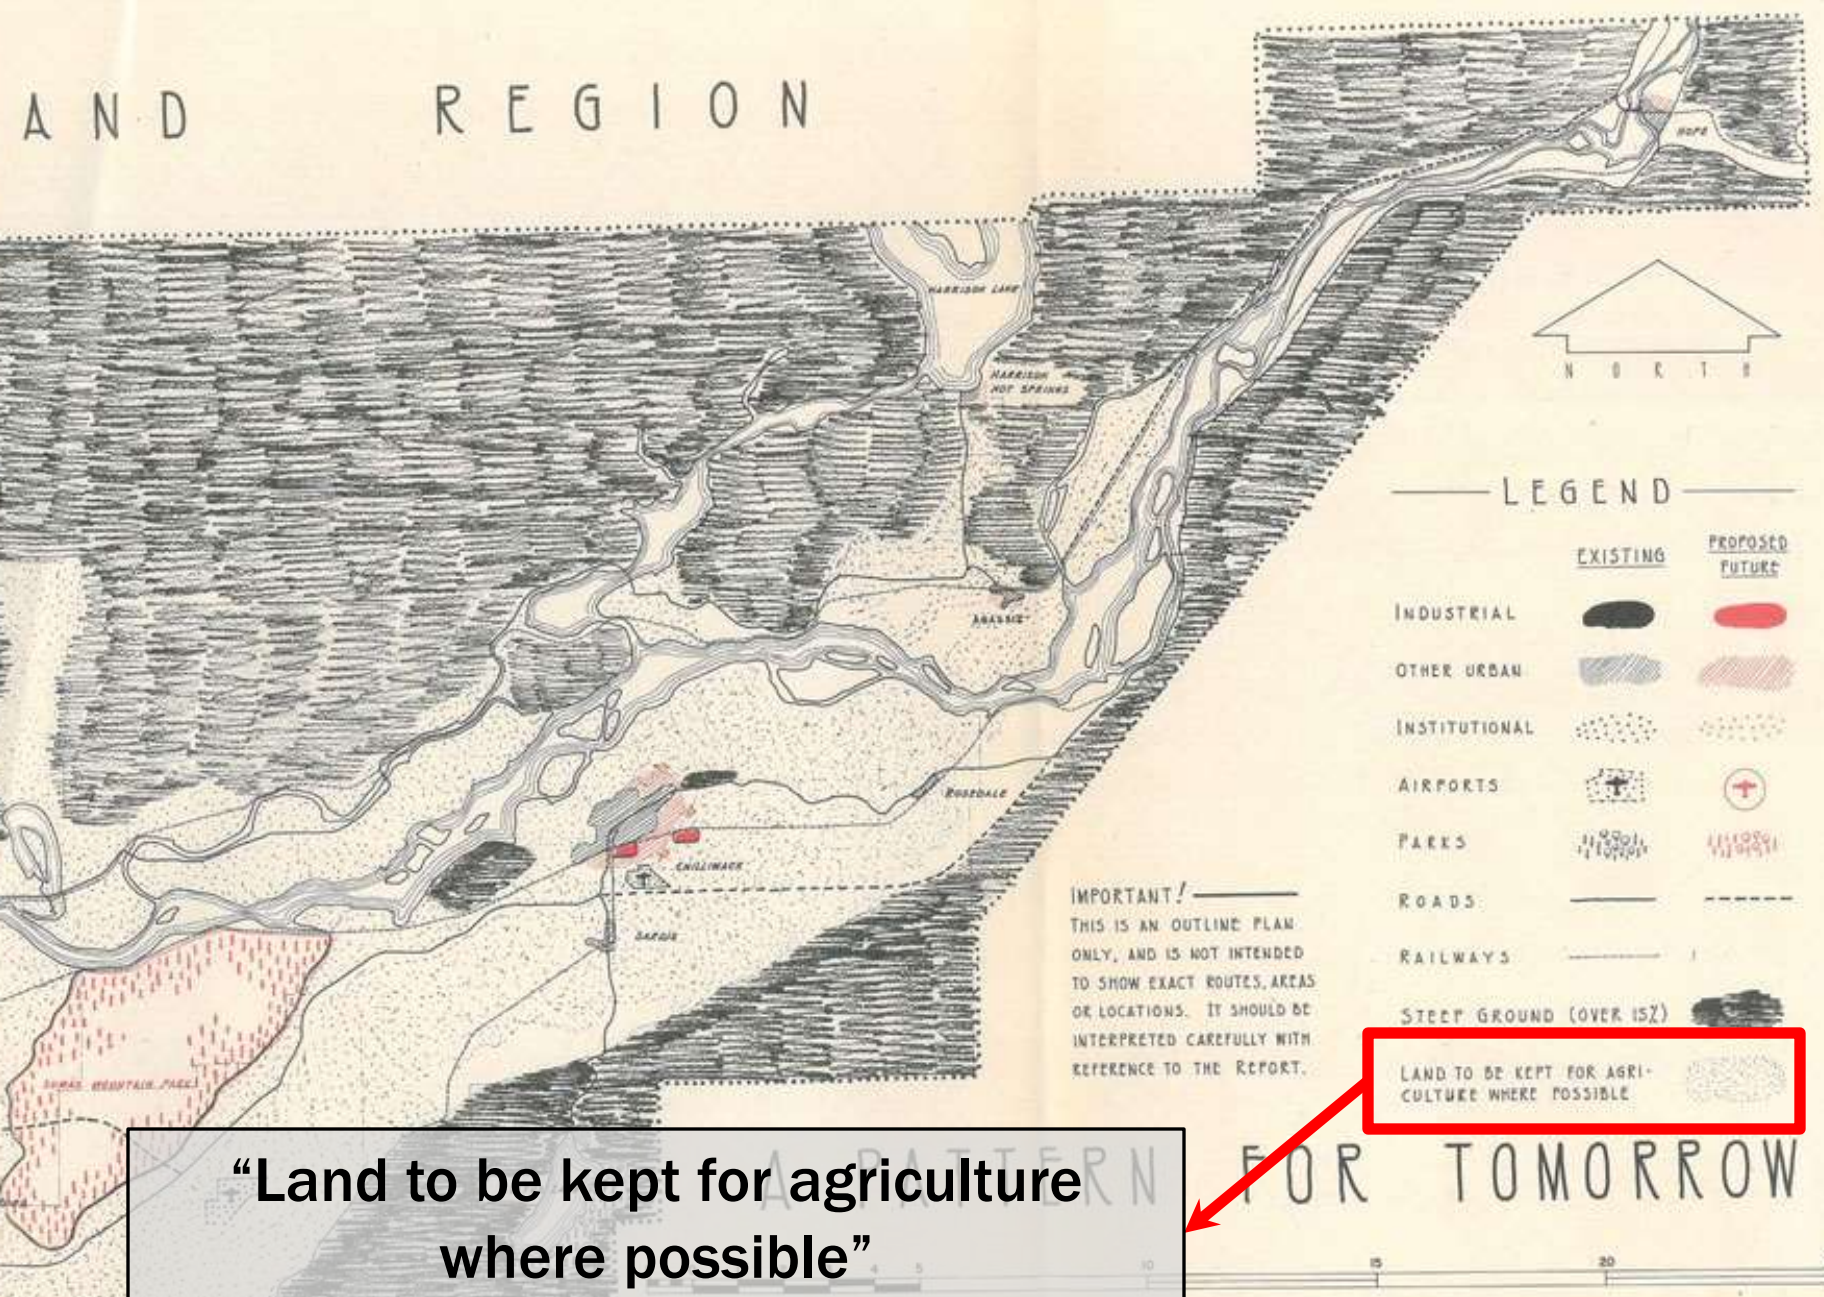 AND REGION
HOPE
HARRISON LAKE
HARRISON
HOT SPRINGS
NORTH
LEGEND
EXISTING
PROPOSED
FUTURE
INDUSTRIAL
OTHER URBAN
INSTITUTIONAL
AIRPORTS
PARKS
ROADS
RAILWAYS
STEEP GROUND (OVER 15%)
LAND TO BE KEPT FOR AGRI-
CULTURE WHERE POSSIBLE
AGASSIZ
ROSEDALE
CHILLIWACK
SARDIS
IMPORTANT!
THIS IS AN OUTLINE PLAN
ONLY, AND IS NOT INTENDED
TO SHOW EXACT ROUTES, AREAS
OR LOCATIONS. IT SHOULD BE
INTERPRETED CAREFULLY WITH
REFERENCE TO THE REPORT.
SUMAS MOUNTAIN PARK
A PATTERN FOR TOMORROW
“Land to be kept for agriculture
where possible”
4 5 10 15 20